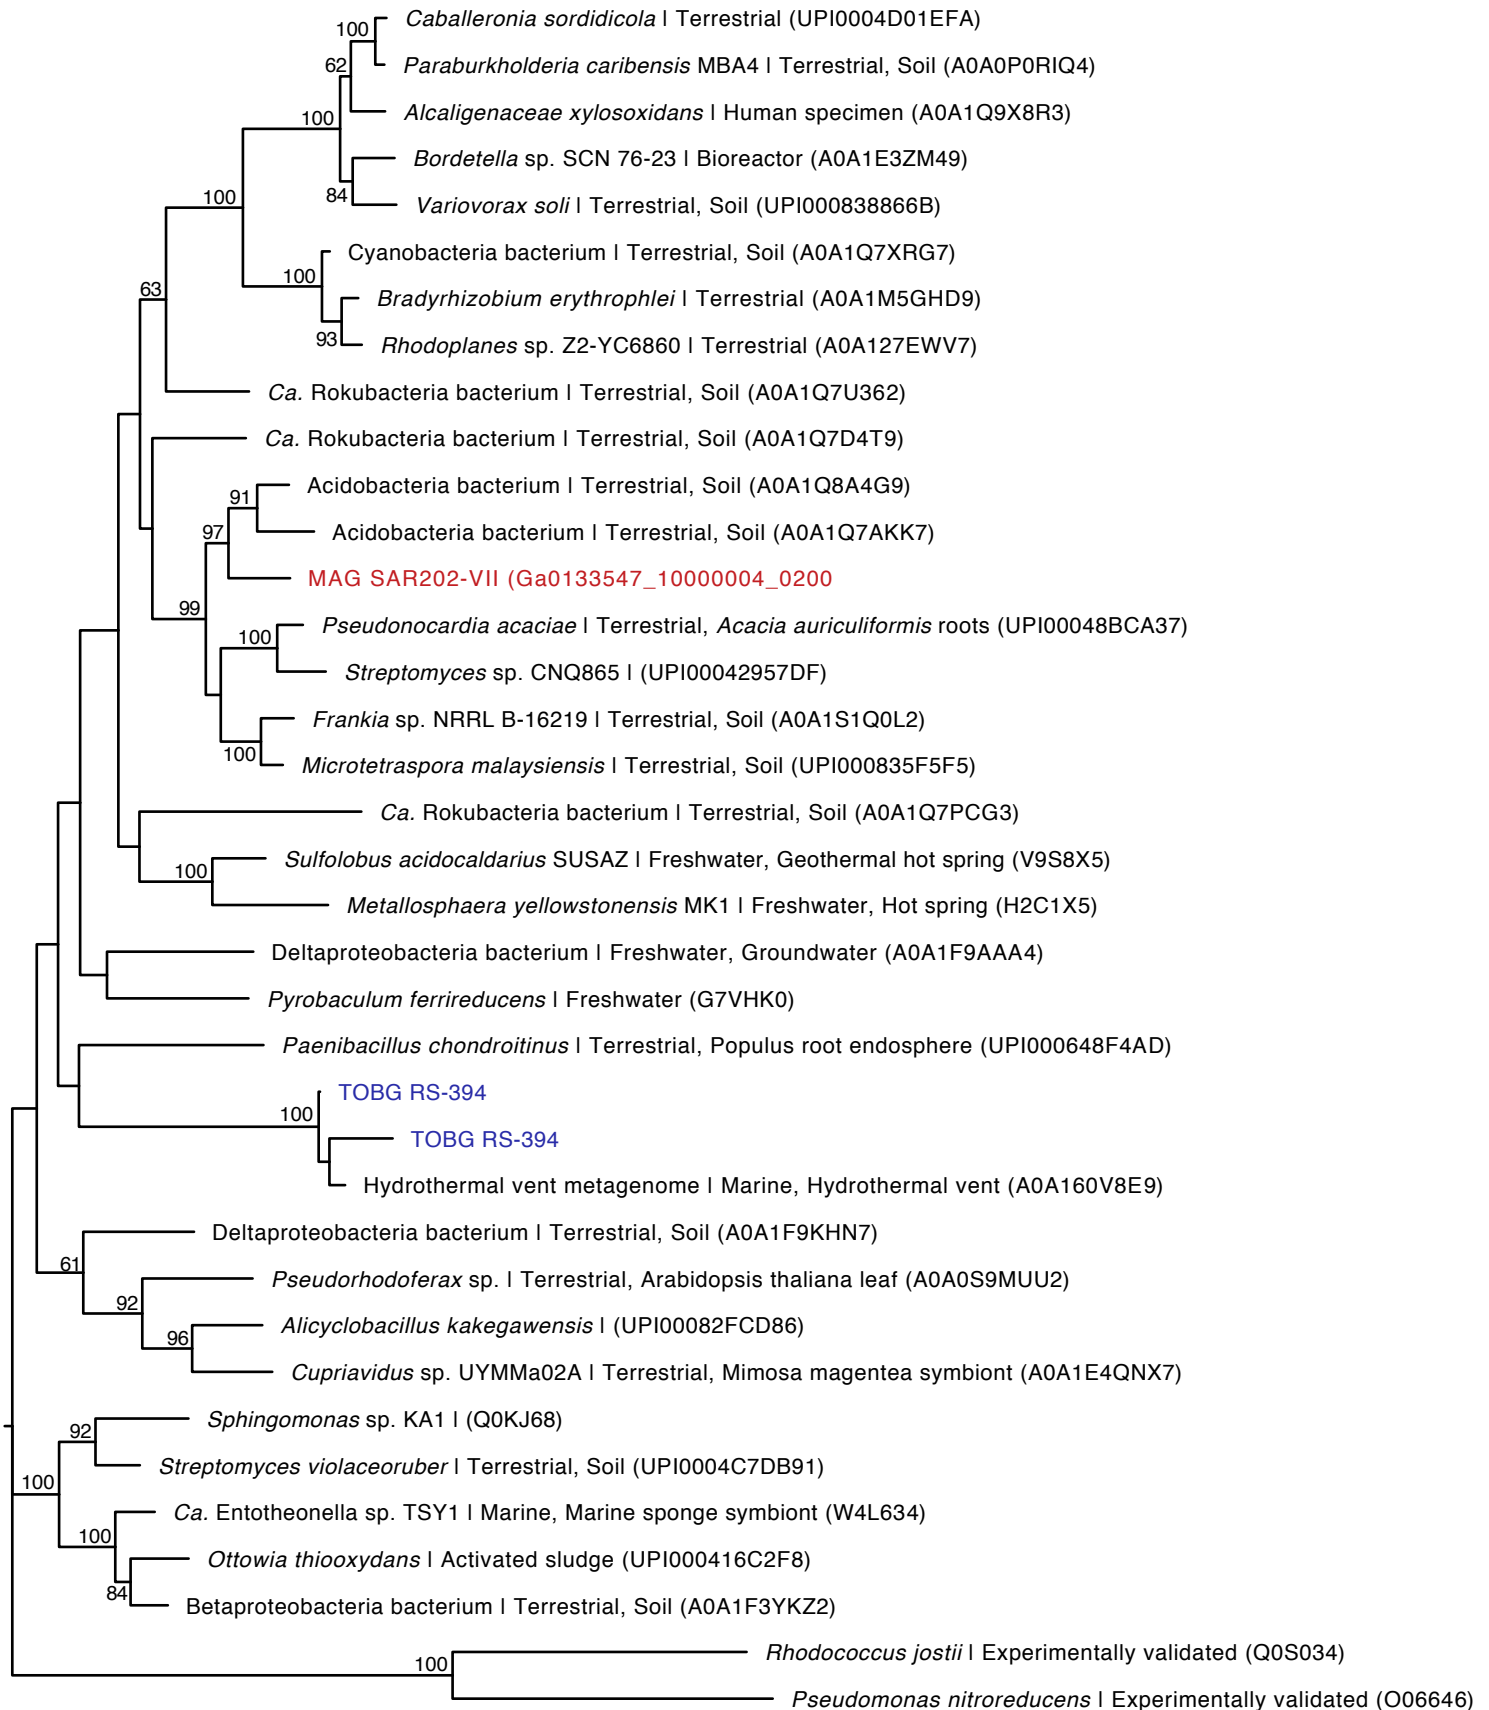 Caballeronia sordidicola | Terrestrial (UPI0004D01EFA)
100
Paraburkholderia caribensis MBA4 | Terrestrial, Soil (A0A0P0RIQ4)
62
Alcaligenaceae xylosoxidans | Human specimen (A0A1Q9X8R3)
100
Bordetella sp. SCN 76-23 | Bioreactor (A0A1E3ZM49)
84
Variovorax soli | Terrestrial, Soil (UPI000838866B)
100
Cyanobacteria bacterium | Terrestrial, Soil (A0A1Q7XRG7)
100
Bradyrhizobium erythrophlei | Terrestrial (A0A1M5GHD9)
63
93
Rhodoplanes sp. Z2-YC6860 | Terrestrial (A0A127EWV7)
Ca. Rokubacteria bacterium | Terrestrial, Soil (A0A1Q7U362)
Ca. Rokubacteria bacterium | Terrestrial, Soil (A0A1Q7D4T9)
Acidobacteria bacterium | Terrestrial, Soil (A0A1Q8A4G9)
91
Acidobacteria bacterium | Terrestrial, Soil (A0A1Q7AKK7)
97
MAG SAR202-VII (Ga0133547_10000004_0200
99
Pseudonocardia acaciae | Terrestrial, Acacia auriculiformis roots (UPI00048BCA37)
100
Streptomyces sp. CNQ865 | (UPI00042957DF)
Frankia sp. NRRL B-16219 | Terrestrial, Soil (A0A1S1Q0L2)
100
Microtetraspora malaysiensis | Terrestrial, Soil (UPI000835F5F5)
Ca. Rokubacteria bacterium | Terrestrial, Soil (A0A1Q7PCG3)
Sulfolobus acidocaldarius SUSAZ | Freshwater, Geothermal hot spring (V9S8X5)
100
Metallosphaera yellowstonensis MK1 | Freshwater, Hot spring (H2C1X5)
Deltaproteobacteria bacterium | Freshwater, Groundwater (A0A1F9AAA4)
Pyrobaculum ferrireducens | Freshwater (G7VHK0)
Paenibacillus chondroitinus | Terrestrial, Populus root endosphere (UPI000648F4AD)
TOBG RS-394
100
TOBG RS-394
Hydrothermal vent metagenome | Marine, Hydrothermal vent (A0A160V8E9)
Deltaproteobacteria bacterium | Terrestrial, Soil (A0A1F9KHN7)
61
Pseudorhodoferax sp. | Terrestrial, Arabidopsis thaliana leaf (A0A0S9MUU2)
92
Alicyclobacillus kakegawensis | (UPI00082FCD86)
96
Cupriavidus sp. UYMMa02A | Terrestrial, Mimosa magentea symbiont (A0A1E4QNX7)
Sphingomonas sp. KA1 | (Q0KJ68)
92
Streptomyces violaceoruber | Terrestrial, Soil (UPI0004C7DB91)
100
Ca. Entotheonella sp. TSY1 | Marine, Marine sponge symbiont (W4L634)
100
Ottowia thiooxydans | Activated sludge (UPI000416C2F8)
84
Betaproteobacteria bacterium | Terrestrial, Soil (A0A1F3YKZ2)
Rhodococcus jostii | Experimentally validated (Q0S034)
100
Pseudomonas nitroreducens | Experimentally validated (O06646)